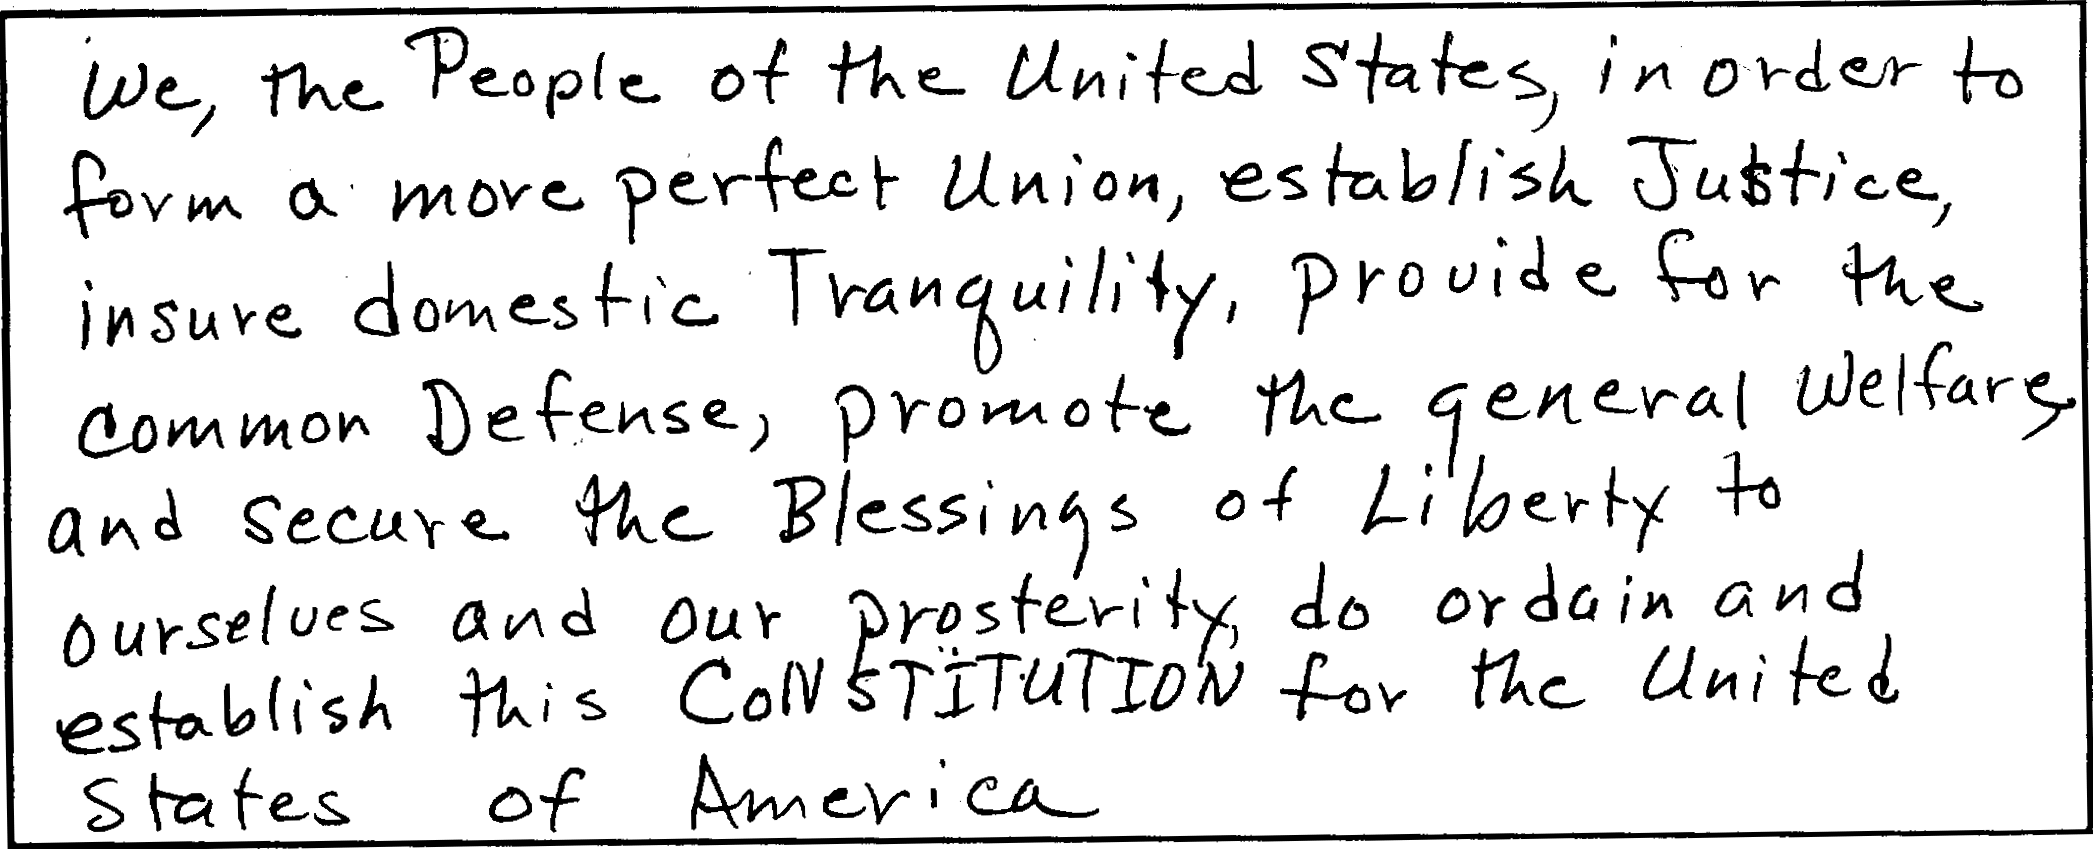 We, the People of the United States, in order to
form a more perfect Union, establish Justice,
insure domestic Tranquility, provide for the
common Defense, promote the general Welfare,
and secure the Blessings of Liberty to
ourselves and our prosterity, do ordain and
establish this CONSTITUTION for the United
States of America